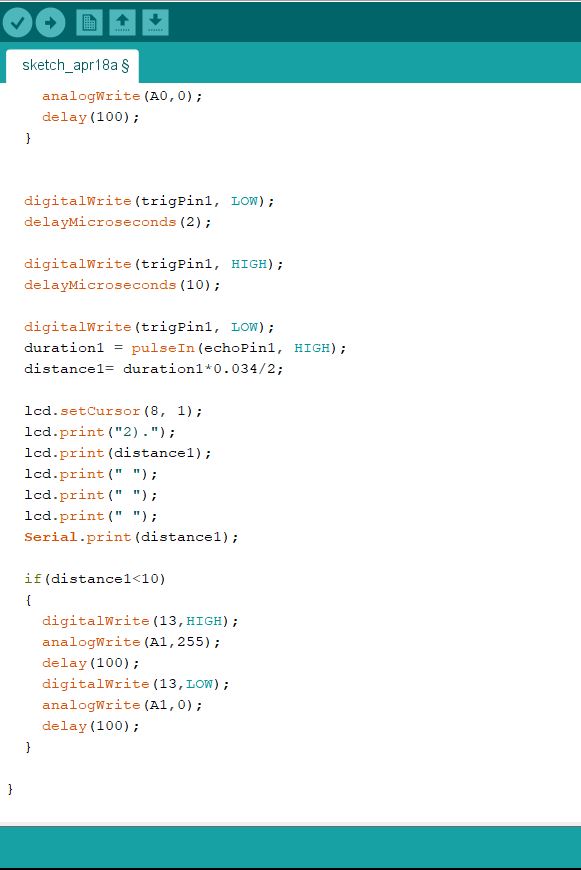 sketch_apr18a §
analogWrite(A0,0);
delay(100);
}
digitalWrite(trigPin1, LOW);
delayMicroseconds(2);
digitalWrite(trigPin1, HIGH);
delayMicroseconds(10);
digitalWrite(trigPin1, LOW);
duration1 = pulseIn(echoPin1, HIGH);
distance1= duration1*0.034/2;
lcd.setCursor(8, 1);
lcd.print("2).");
lcd.print(distance1);
lcd.print(" ");
lcd.print(" ");
lcd.print(" ");
Serial.print(distance1);
if(distance1<10)
{
digitalWrite(13,HIGH);
analogWrite(A1,255);
delay(100);
digitalWrite(13,LOW);
analogWrite(A1,0);
delay(100);
}
}